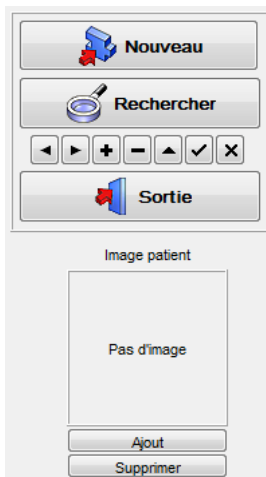 Nouveau
Rechercher
Sortie
Image patient
Pas d'image
Ajout
Supprimer